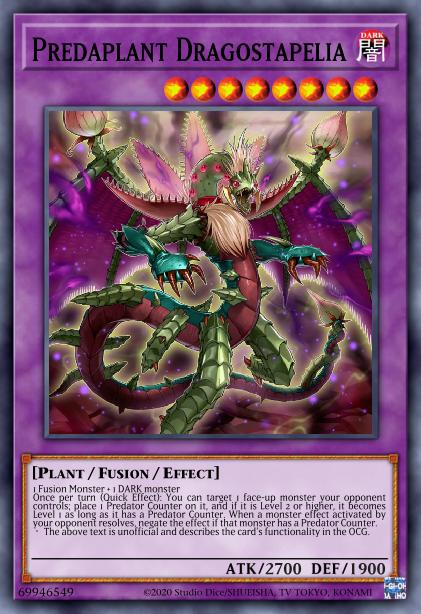 PREDAPLANT DRAGOSTAPELIA
DARK
闇
[PLANT / FUSION / EFFECT]
1 Fusion Monster + 1 DARK monster
Once per turn (Quick Effect): You can target 1 face-up monster your opponent
controls; place 1 Predator Counter on it, and if it is Level 2 or higher, it becomes
Level 1 as long as it has a Predator Counter. When a monster effect activated by
your opponent resolves, negate the effect if that monster has a Predator Counter.
· The above text is unofficial and describes the card's functionality in the OCG.
ATK/2700 DEF/1900
69946549 ©2020 Studio Dice/SHUEISHA, TV TOKYO, KONAMI